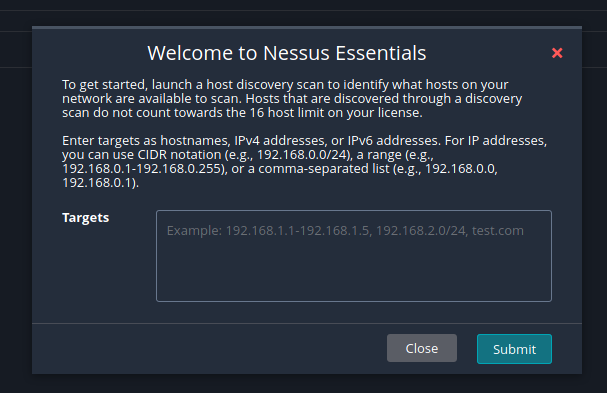 Welcome to Nessus Essentials
To get started, launch a host discovery scan to identify what hosts on your
network are available to scan. Hosts that are discovered through a discovery
scan do not count towards the 16 host limit on your license.
Enter targets as hostnames, IPv4 addresses, or IPv6 addresses. For IP addresses,
you can use CIDR notation (e.g., 192.168.0.0/24), a range (e.g.,
192.168.0.1-192.168.0.255), or a comma-separated list (e.g., 192.168.0.0,
192.168.0.1).
Targets
Example: 192.168.1.1-192.168.1.5, 192.168.2.0/24, test.com
Close
Submit